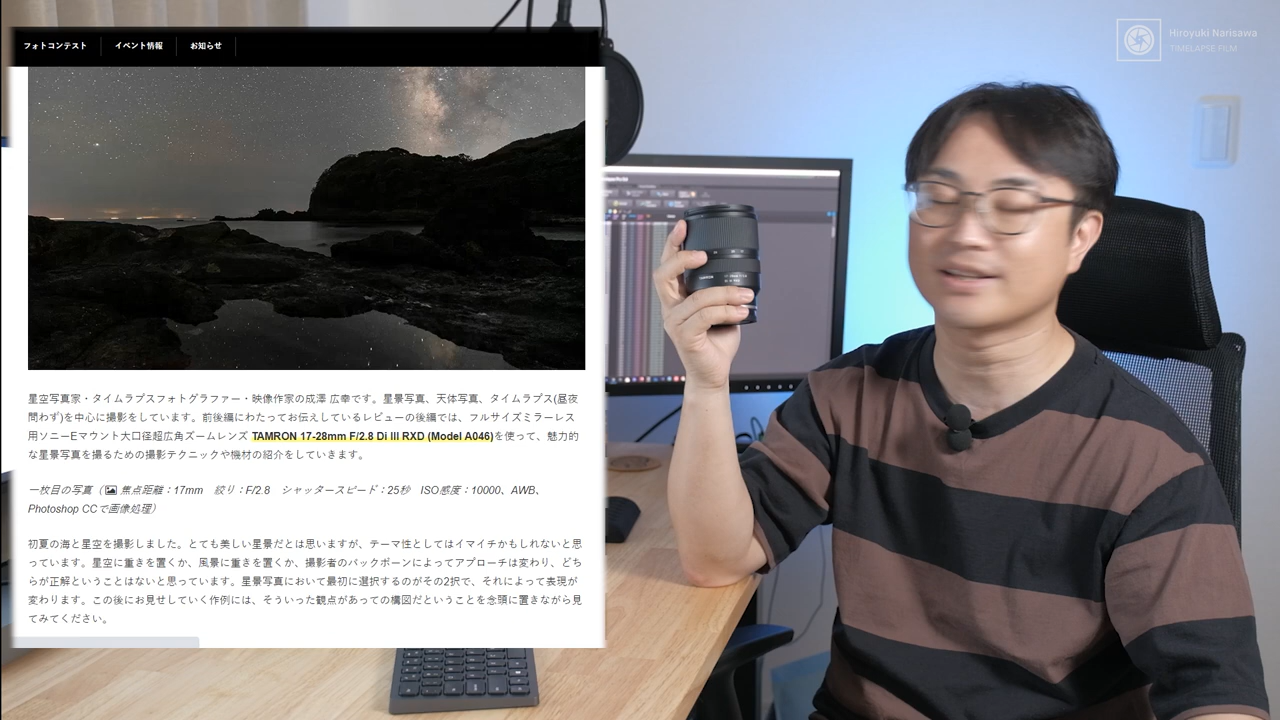 フォトコンテスト
イベント情報
お知らせ
Hiroyuki Narisawa
TIMELAPSE FILM
TAMRON
星空写真家・タイムラプスフォトグラファー・映像作家の成澤 広幸です。星景写真、天体写真、タイムラプス(昼夜
問わず)を中心に撮影をしています。前後編にわたってお伝えしているレビューの後編では、フルサイズミラーレス
用ソニーEマウント大口径超広角ズームレンズ TAMRON 17-28mm F/2.8 Di III RXD (Model A046)を使って、魅力的
な星景写真を撮るための撮影テクニックや機材の紹介をしていきます。
一枚目の写真（ 焦点距離：17mm　絞り：F/2.8　シャッタースピード：25秒　ISO感度：10000、AWB、
Photoshop CCで画像処理）
初夏の海と星空を撮影しました。とても美しい星景だとは思いますが、テーマ性としてはイマイチかもしれないと思
っています。星空に重きを置くか、風景に重きを置くか、撮影者のバックボーンによってアプローチは変わり、どち
らが正解ということはないと思っています。星景写真において最初に選択するのがその2択で、それによって表現が
変わります。この後にお見せしていく作例には、そういった観点があっての構図だということを念頭に置きながら見
てみてください。